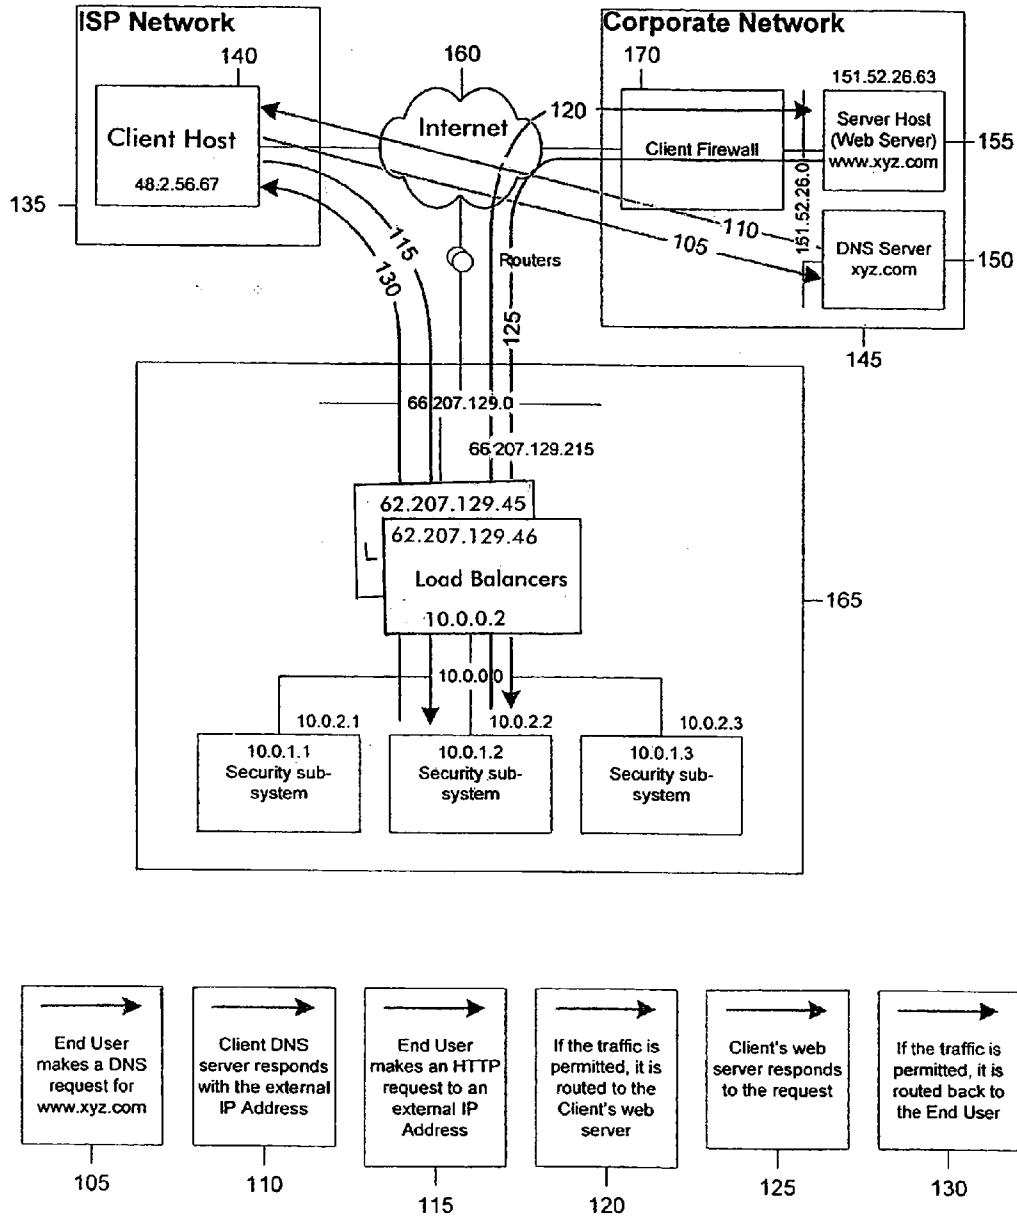 ISP Network
Corporate Network
140
160
170
151.52.26.63
120
Client Host
48.2.56.67
Internet
Client Firewall
Server Host
(Web Server)
www.xyz.com
155
135
151.52.26.0
110
105
DNS Server
xyz.com
150
115
130
Routers
125
145
66.207.129.0
66.207.129.215
62.207.129.45
62.207.129.46
L
Load Balancers
10.0.0.2
165
10.0.0.0
10.0.2.1
10.0.2.2
10.0.2.3
10.0.1.1
Security sub-
system
10.0.1.2
Security sub-
system
10.0.1.3
Security sub-
system
End User
makes a DNS
request for
www.xyz.com
Client DNS
server responds
with the external
IP Address
End User
makes an HTTP
request to an
external IP
Address
If the traffic is
permitted, it is
routed to the
Client's web
server
Client's web
server responds
to the request
If the traffic is
permitted, it is
routed back to
the End User
105
110
115
120
125
130